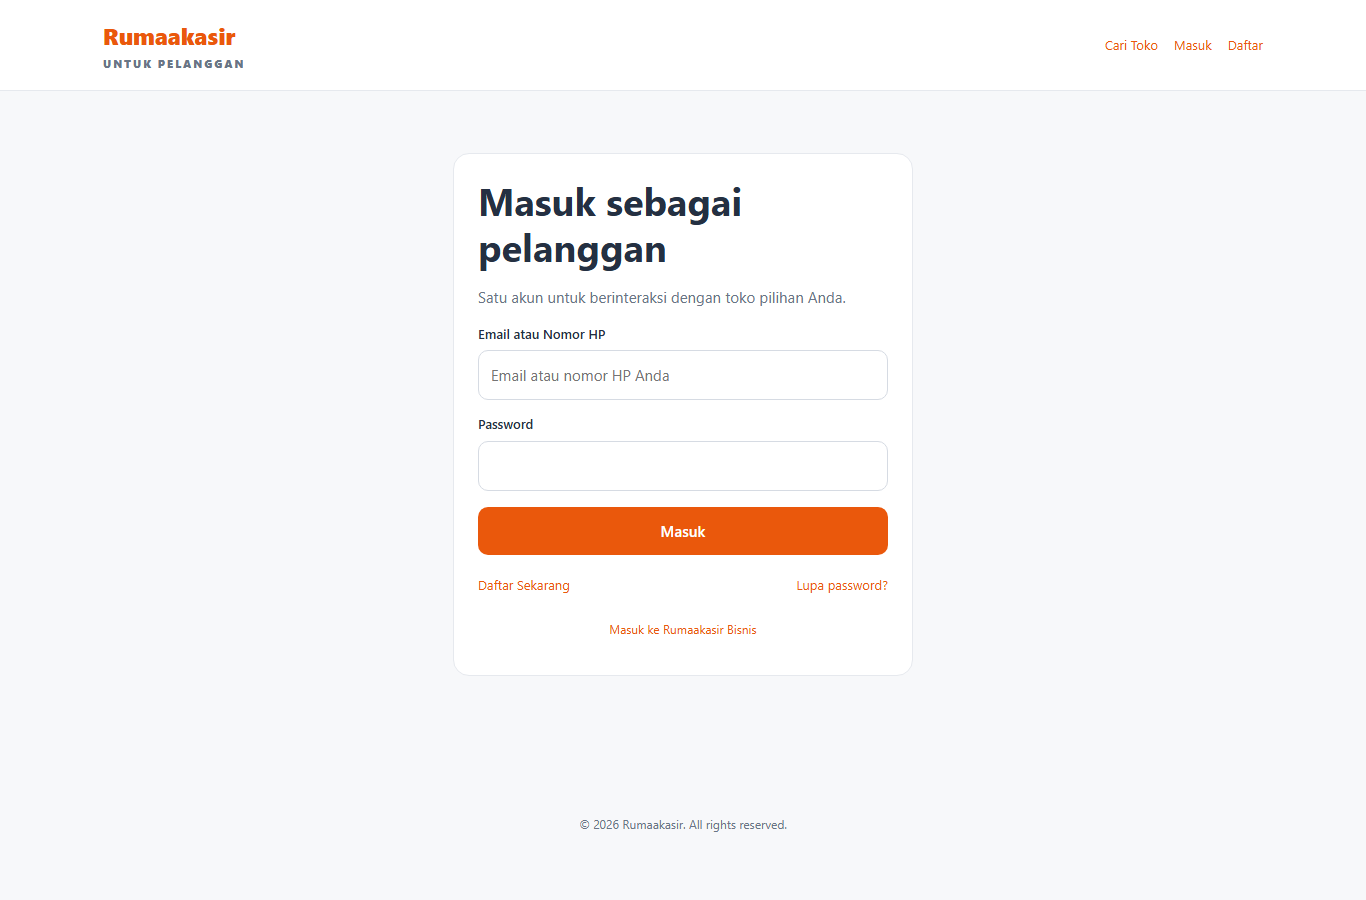 Rumaakasir
UNTUK PELANGGAN
Cari Toko Masuk Daftar
Masuk sebagai
pelanggan
Satu akun untuk berinteraksi dengan toko pilihan Anda.
Email atau Nomor HP
Email atau nomor HP Anda
Password
Masuk
Daftar Sekarang Lupa password?
Masuk ke Rumaakasir Bisnis
© 2026 Rumaakasir. All rights reserved.